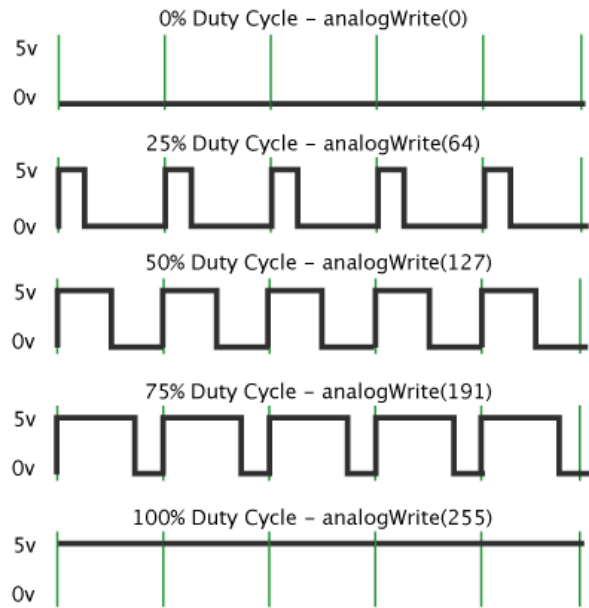 0% Duty Cycle – analogWrite(0)
5v
0v
25% Duty Cycle – analogWrite(64)
5v
0v
50% Duty Cycle – analogWrite(127)
5v
0v
75% Duty Cycle – analogWrite(191)
5v
0v
100% Duty Cycle – analogWrite(255)
5v
0v